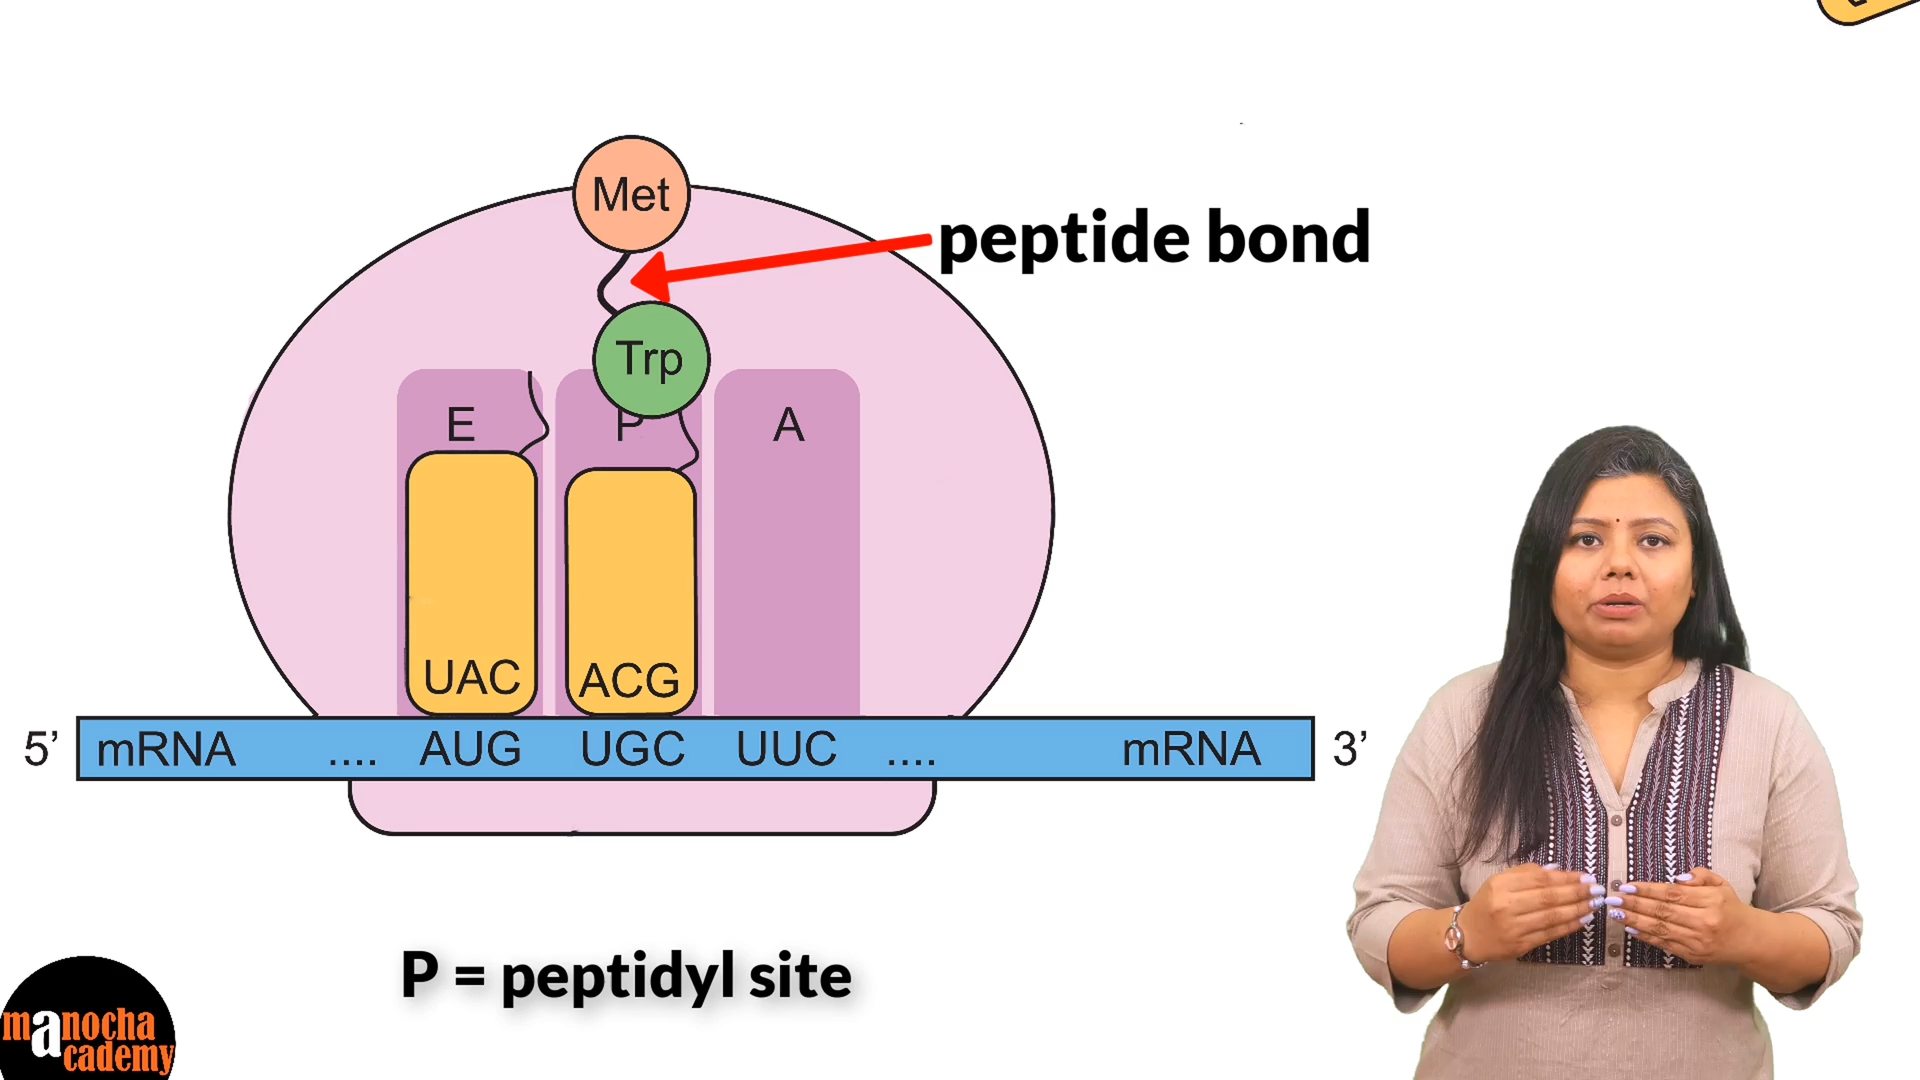 Met
peptide bond
Trp
E P A
UAC ACG
5’ mRNA .... AUG UGC UUC .... mRNA 3’
P = peptidyl site
manocha
academy